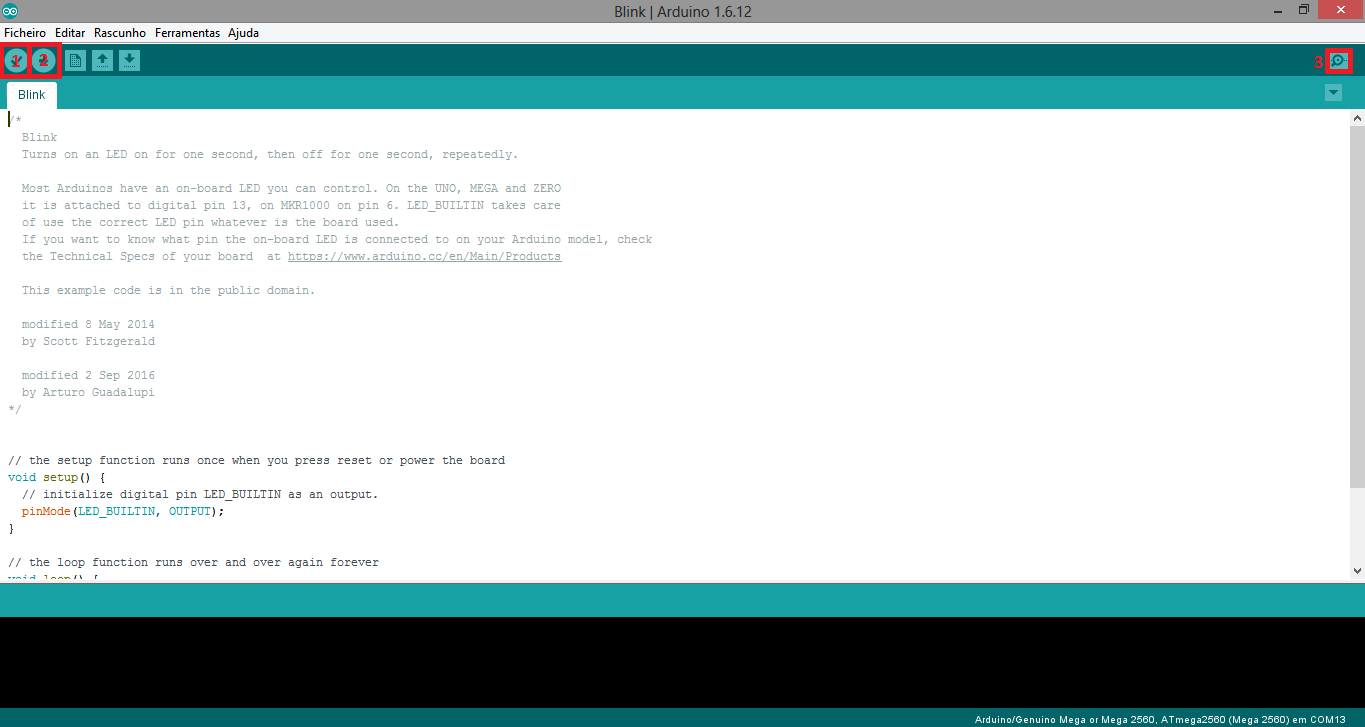 Blink | Arduino 1.6.12
Ficheiro Editar Rascunho Ferramentas Ajuda
1 2 3
Blink
/*
Blink
Turns on an LED on for one second, then off for one second, repeatedly.
Most Arduinos have an on-board LED you can control. On the UNO, MEGA and ZERO
it is attached to digital pin 13, on MKR1000 on pin 6. LED_BUILTIN takes care
of use the correct LED pin whatever is the board used.
If you want to know what pin the on-board LED is connected to on your Arduino model, check
the Technical Specs of your board  at https://www.arduino.cc/en/Main/Products
This example code is in the public domain.
modified 8 May 2014
by Scott Fitzgerald
modified 2 Sep 2016
by Arturo Guadalupi
*/
// the setup function runs once when you press reset or power the board
void setup() {
// initialize digital pin LED_BUILTIN as an output.
pinMode(LED_BUILTIN, OUTPUT);
}
// the loop function runs over and over again forever
void loop() {
Arduino/Genuino Mega or Mega 2560, ATmega2560 (Mega 2560) em COM13